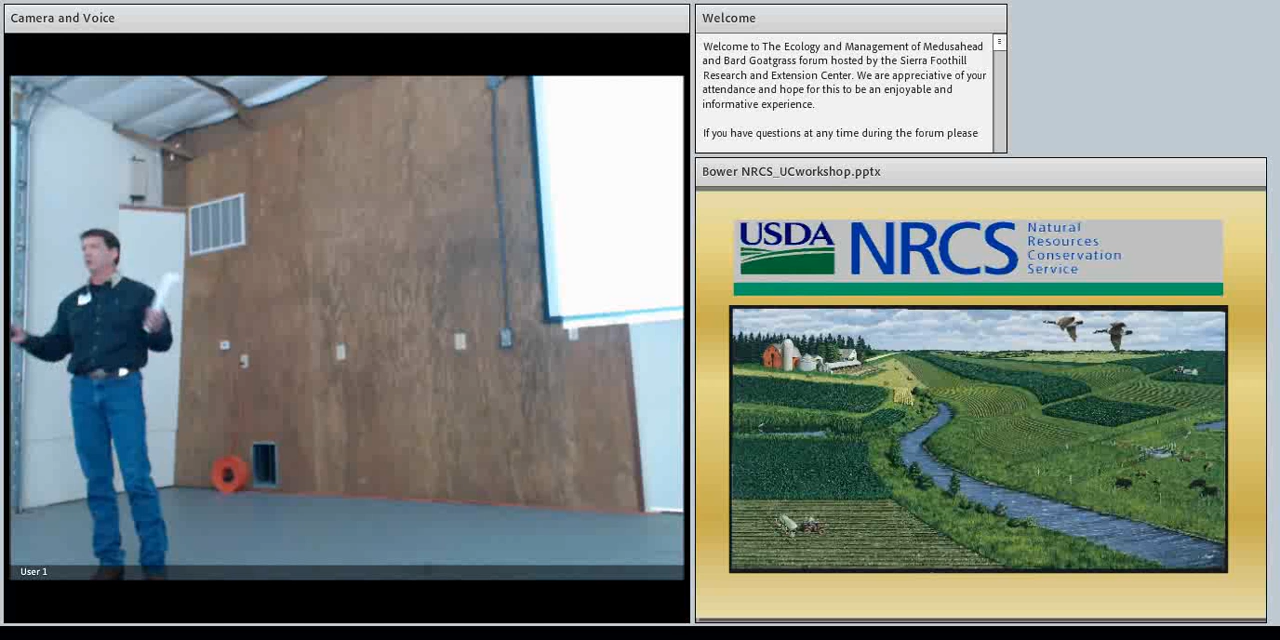 Camera and Voice
User 1
Welcome
Welcome to The Ecology and Management of Medusahead
and Bard Goatgrass forum hosted by the Sierra Foothill
Research and Extension Center. We are appreciative of your
attendance and hope for this to be an enjoyable and
informative experience.
If you have questions at any time during the forum please
Bower NRCS_UCworkshop.pptx
USDA
NRCS
Natural
Resources
Conservation
Service